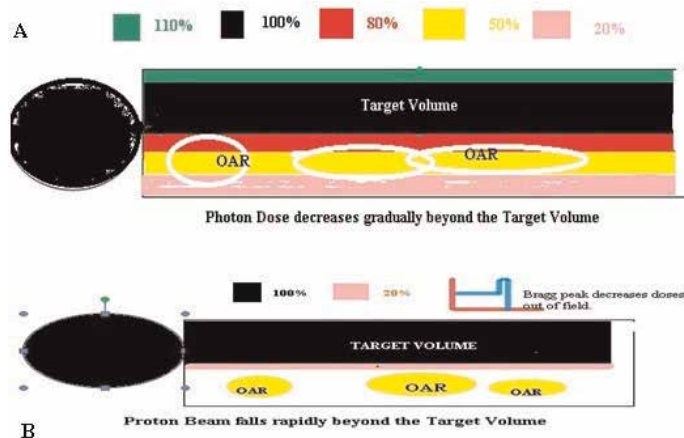 A
110% 100% 80% 50% 20%
Target Volume
OAR OAR
Photon Dose decreases gradually beyond the Target Volume
100% 20% Bragg peak decreases doses
out of field.
TARGET VOLUME
OAR OAR OAR
B
Proton Beam falls rapidly beyond the Target Volume